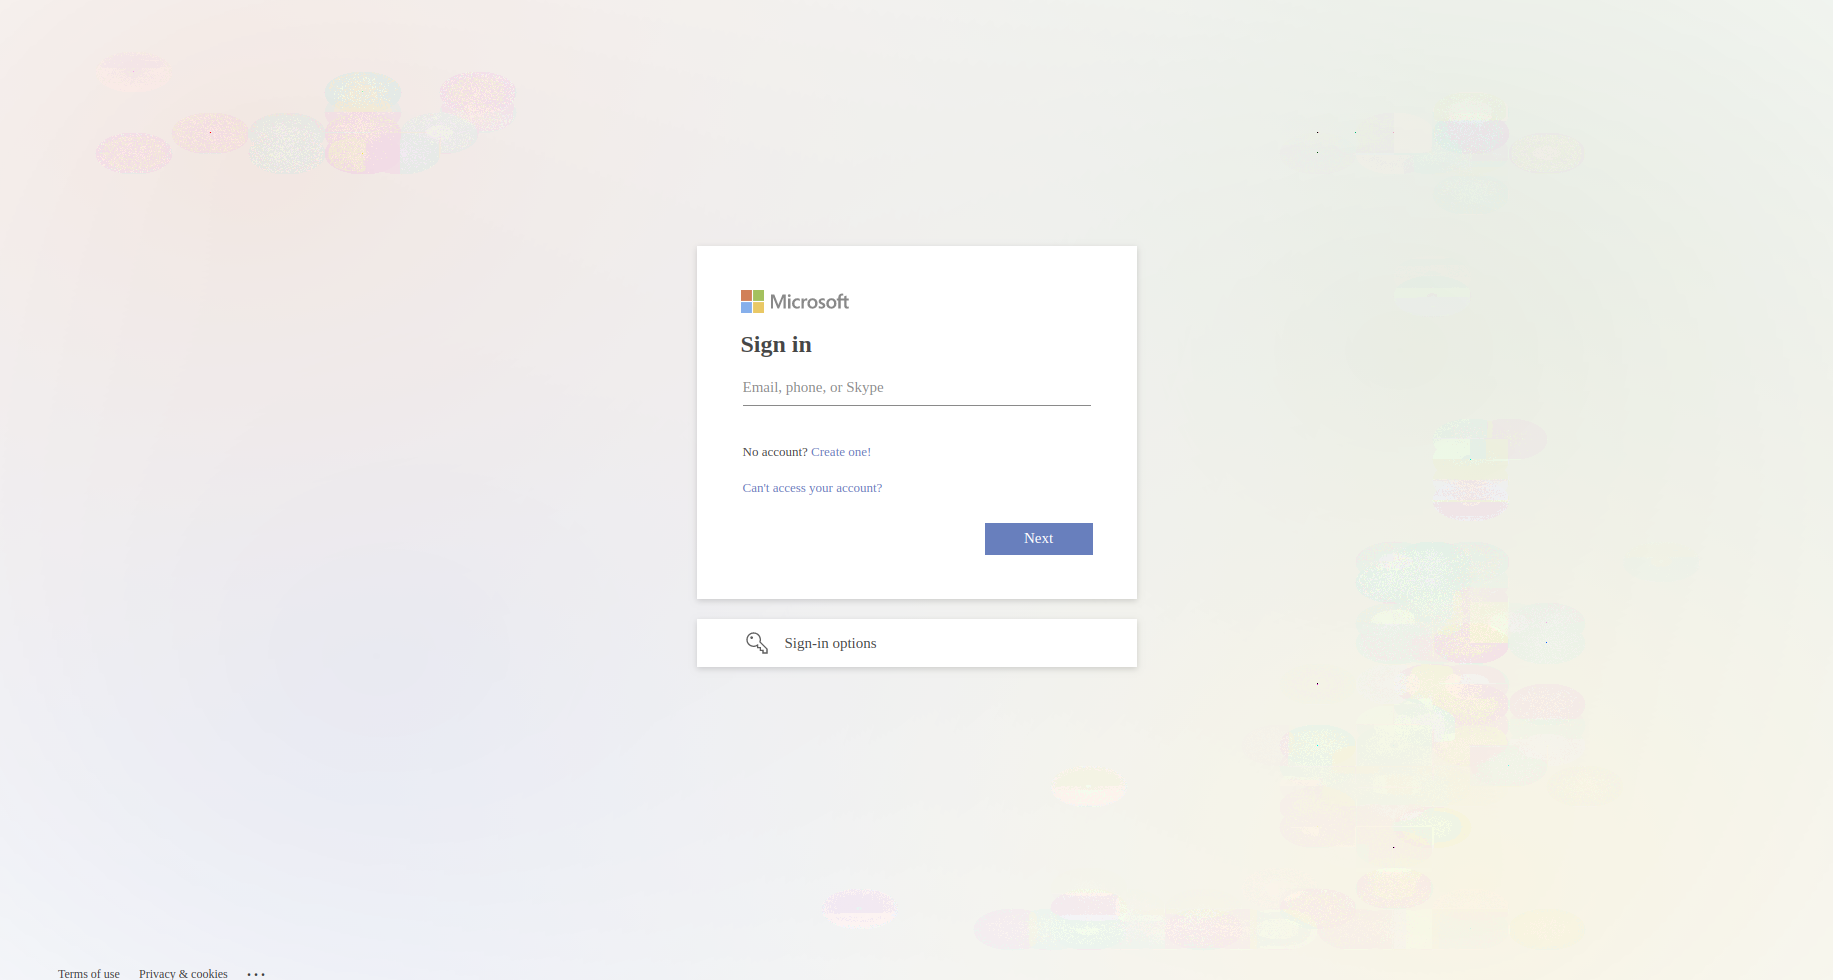 Microsoft
Sign in
Email, phone, or Skype
No account? Create one!
Can't access your account?
Next
Sign-in options
Terms of use Privacy & cookies ...